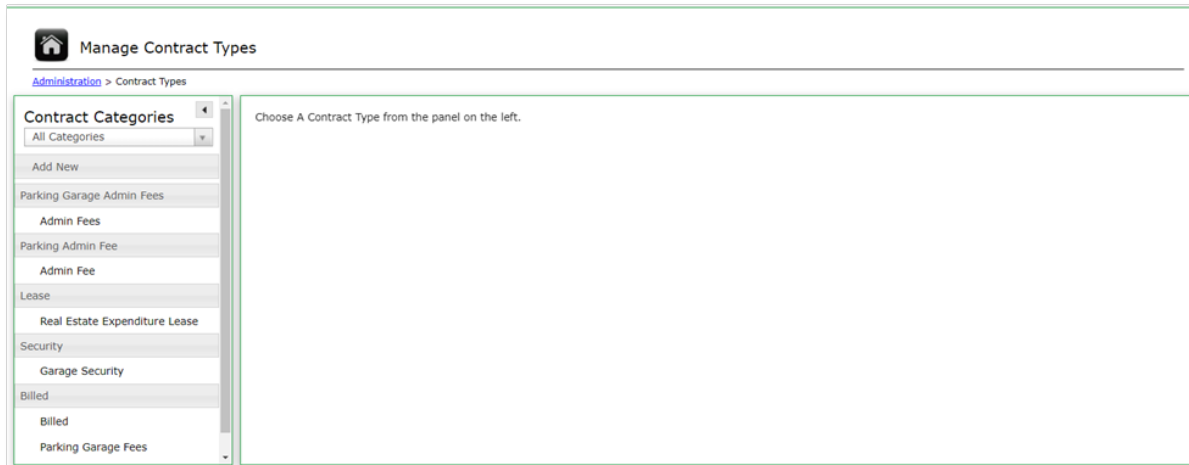 Manage Contract Types
Administration > Contract Types
Contract Categories
All Categories
Add New
Parking Garage Admin Fees
Admin Fees
Parking Admin Fee
Admin Fee
Lease
Real Estate Expenditure Lease
Security
Garage Security
Billed
Billed
Parking Garage Fees
Choose A Contract Type from the panel on the left.